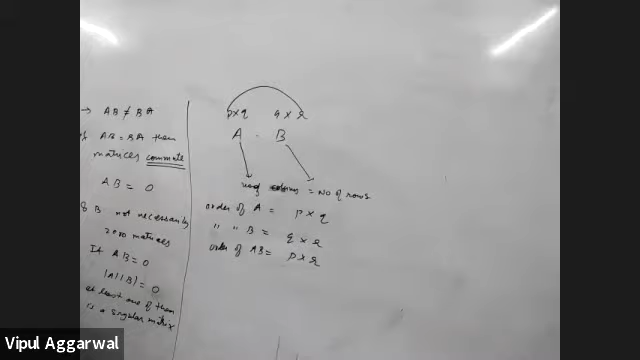 → AB ≠ BA
If AB = BA then
matrices commute
AB = 0
& B not necessarily
zero matrices
If AB = 0
|A||B| = 0
at least one of them
is a singular matrix
p×q q×r
A . B
no of columns = no of rows
order of A = p×q
" " B = q×r
order of AB = p×r
Vipul Aggarwal